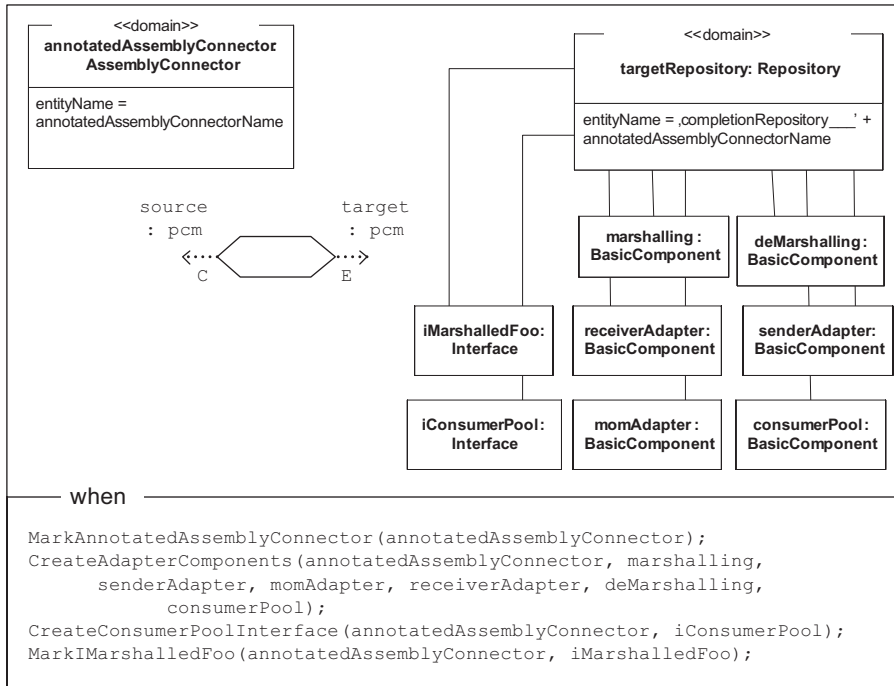 <<domain>>
annotatedAssemblyConnector:
AssemblyConnector
entityName =
annotatedAssemblyConnectorName
<<domain>>
targetRepository: Repository
entityName = ‚completionRepository___' +
annotatedAssemblyConnectorName
source
: pcm
C
target
: pcm
E
marshalling :
BasicComponent
deMarshalling:
BasicComponent
iMarshalledFoo:
Interface
receiverAdapter:
BasicComponent
senderAdapter:
BasicComponent
iConsumerPool:
Interface
momAdapter :
BasicComponent
consumerPool:
BasicComponent
when
MarkAnnotatedAssemblyConnector(annotatedAssemblyConnector);
CreateAdapterComponents(annotatedAssemblyConnector, marshalling,
senderAdapter, momAdapter, receiverAdapter, deMarshalling,
consumerPool);
CreateConsumerPoolInterface(annotatedAssemblyConnector, iConsumerPool);
MarkIMarshalledFoo(annotatedAssemblyConnector, iMarshalledFoo);